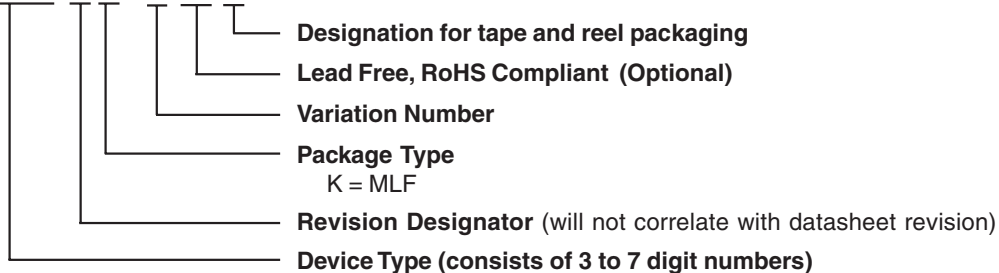 Designation for tape and reel packaging
Lead Free, RoHS Compliant (Optional)
Variation Number
Package Type
K = MLF
Revision Designator (will not correlate with datasheet revision)
Device Type (consists of 3 to 7 digit numbers)